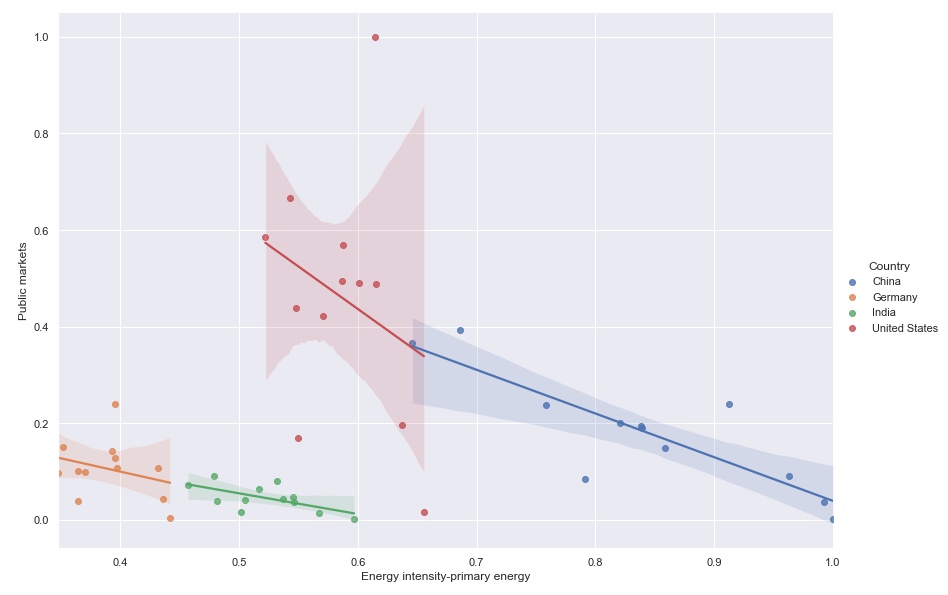 1.0
0.8
0.6
0.4
0.2
0.0
Public markets
0.4
0.5
0.6
0.7
0.8
0.9
1.0
Energy intensity-primary energy
Country
China
Germany
India
United States